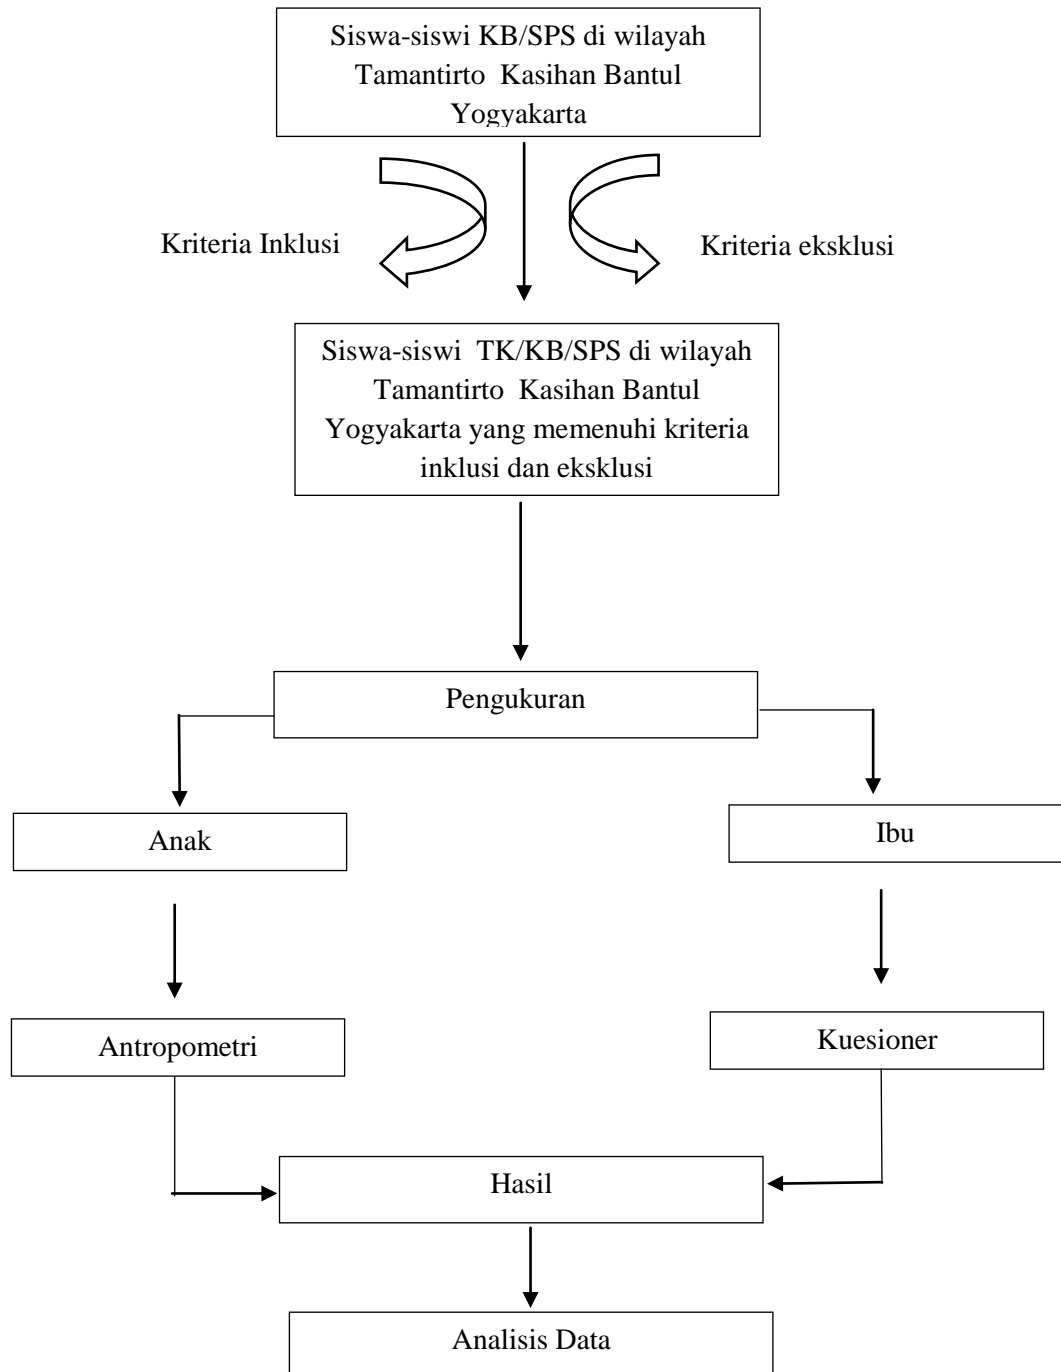 Siswa-siswi KB/SPS di wilayah
Tamantirto Kasihan Bantul
Yogyakarta
Kriteria Inklusi
Kriteria eksklusi
Siswa-siswi TK/KB/SPS di wilayah
Tamantirto Kasihan Bantul
Yogyakarta yang memenuhi kriteria
inklusi dan eksklusi
Pengukuran
Anak
Ibu
Antropometri
Kuesioner
Hasil
Analisis Data